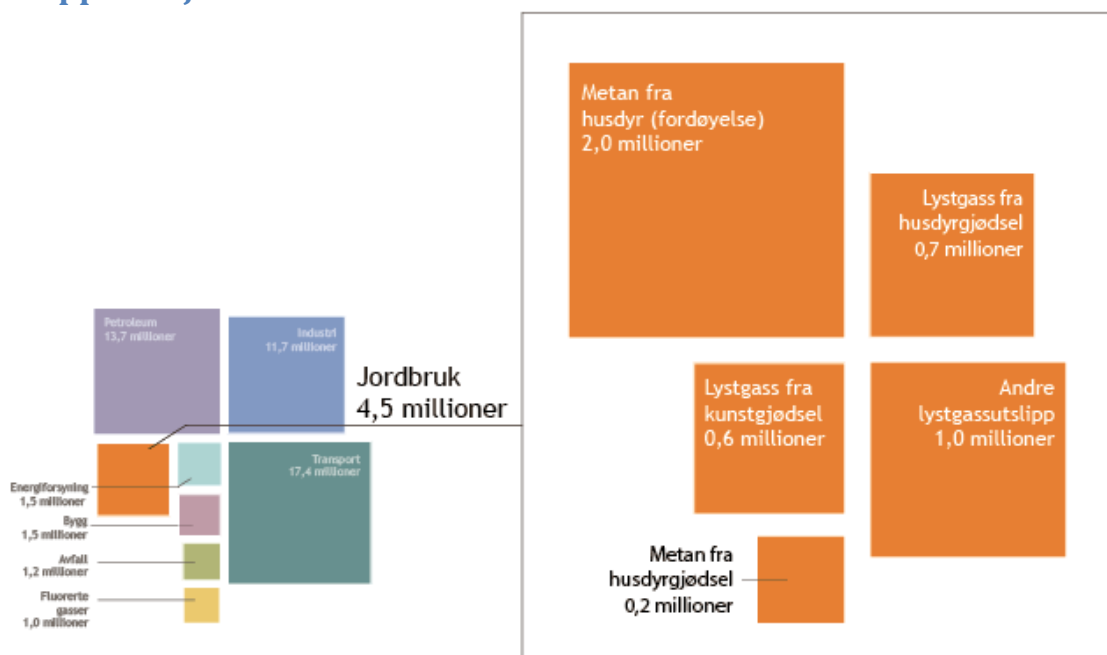 Petroleum
13,7 millioner
Industri
11,7 millioner
Jordbruk
4,5 millioner
Transport
17,4 millioner
Energiforsyning
1,5 millioner
Bygg
1,5 millioner
Avfall
1,2 millioner
Fluorerte
gasser
1,0 millioner
Metan fra
husdyr (fordøyelse)
2,0 millioner
Lystgass fra
husdyrgjødsel
0,7 millioner
Lystgass fra
kunstgjødsel
0,6 millioner
Andre
lystgassutslipp
1,0 millioner
Metan fra
husdyrgjødsel
0,2 millioner